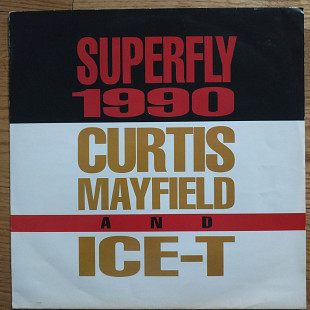 SUPERFLY
1990
CURTIS
MAYFIELD
AND
ICE-T